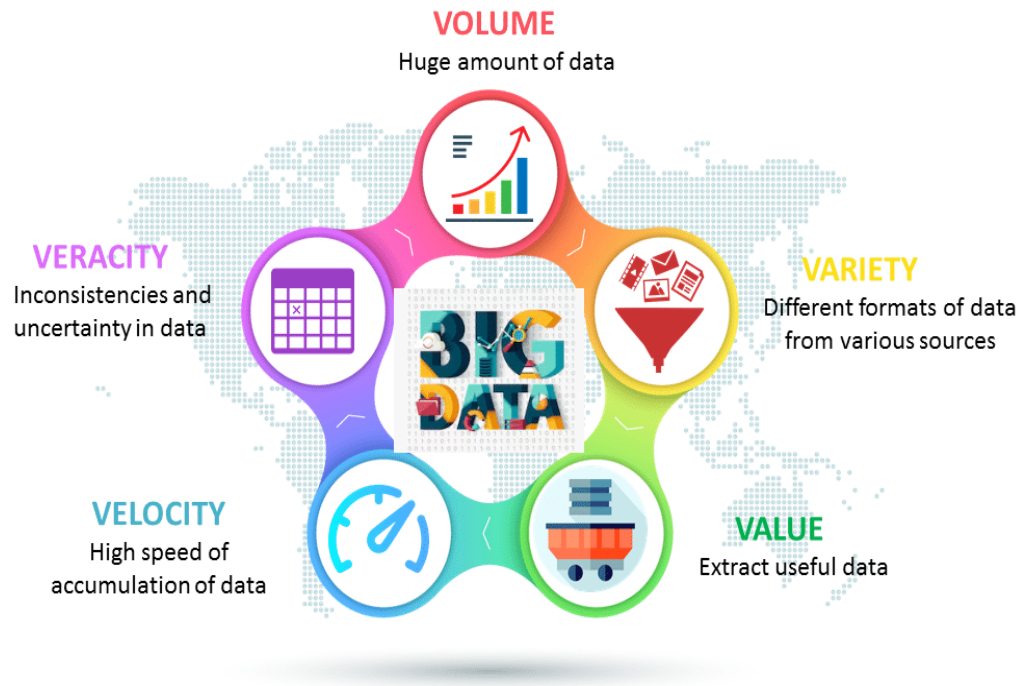 VOLUME
Huge amount of data
VERACITY
Inconsistencies and
uncertainty in data
VARIETY
Different formats of data
from various sources
BIG
DATA
VELOCITY
High speed of
accumulation of data
VALUE
Extract useful data